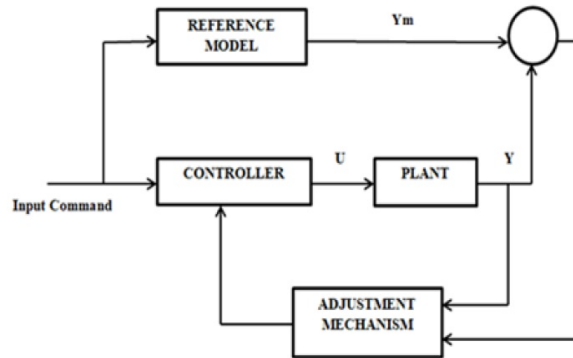 REFERENCE
MODEL
Ym
CONTROLLER
U
PLANT
Y
Input Command
ADJUSTMENT
MECHANISM